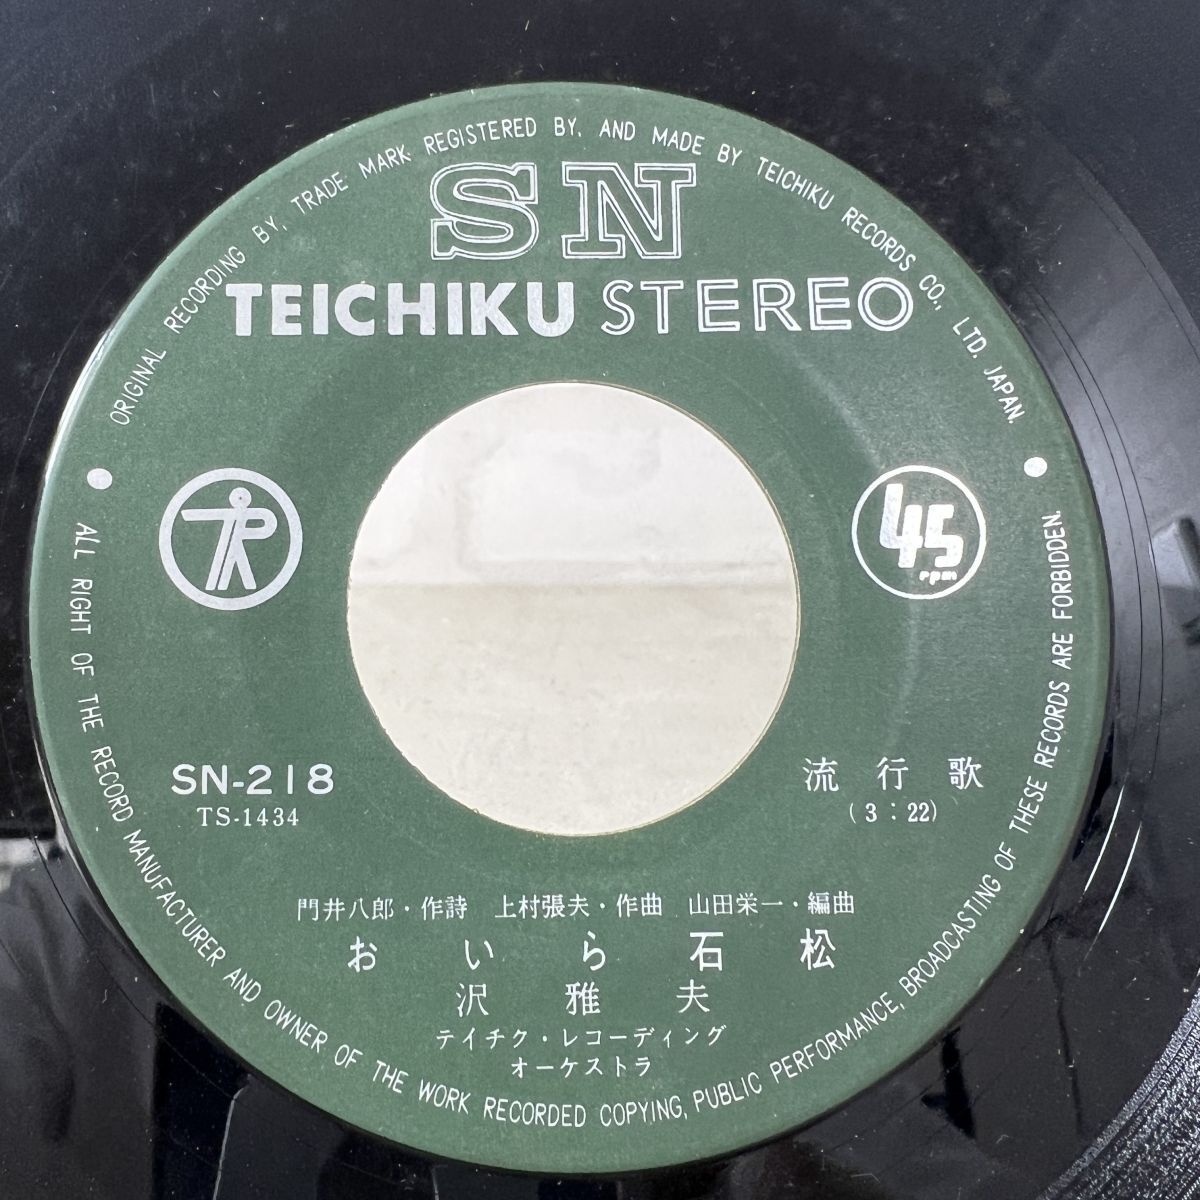 ORIGINAL RECORDING BY, TRADE MARK REGISTERED BY, AND MADE BY TEICHIKU RECORDS CO., LTD. JAPAN.
SN
TEICHIKU STEREO
TR
45
rpm
SN-218
TS-1434
流行歌
(3:22)
門井八郎・作詩 上村張夫・作曲 山田栄一・編曲
おいら石松
沢雅夫
テイチク・レコーディング
オーケストラ
ALL RIGHT OF THE RECORD MANUFACTURER AND OWNER OF THE WORK RECORDED COPYING, PUBLIC PERFORMANCE, BROADCASTING OF THESE RECORDS ARE FORBIDDEN.